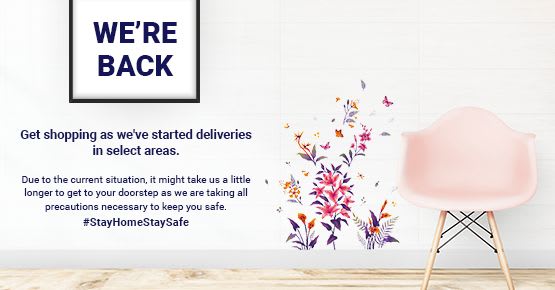 WE’RE
BACK
Get shopping as we've started deliveries
in select areas.
Due to the current situation, it might take us a little
longer to get to your doorstep as we are taking all
precautions necessary to keep you safe.
#StayHomeStaySafe